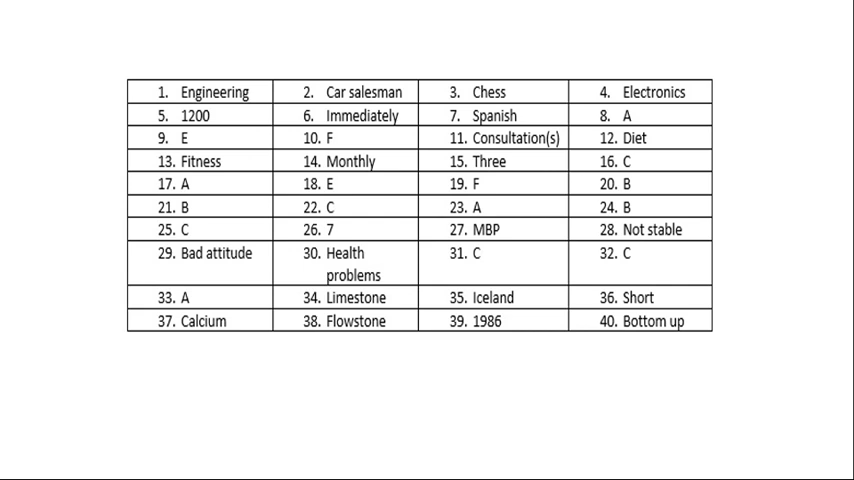 1. Engineering 2. Car salesman 3. Chess 4. Electronics
5. 1200 6. Immediately 7. Spanish 8. A
9. E 10. F 11. Consultation(s) 12. Diet
13. Fitness 14. Monthly 15. Three 16. C
17. A 18. E 19. F 20. B
21. B 22. C 23. A 24. B
25. C 26. 7 27. MBP 28. Not stable
29. Bad attitude 30. Health 31. C 32. C
problems
33. A 34. Limestone 35. Iceland 36. Short
37. Calcium 38. Flowstone 39. 1986 40. Bottom up